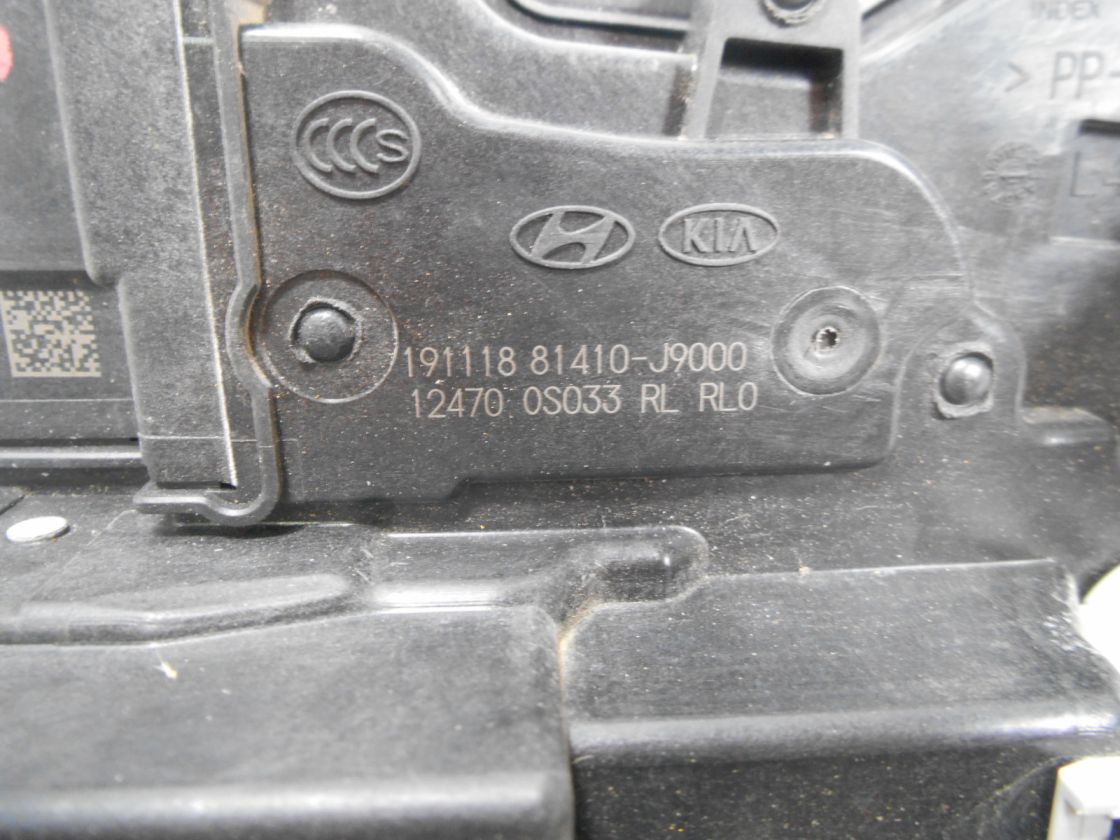 INDEX
> PP-
CCCS
KIA
191118 81410-J9000
12470 0S033 RL RL0